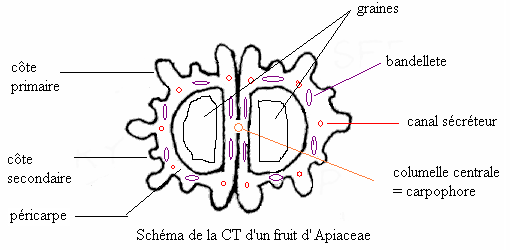 graines
côte
primaire
bandellete
canal sécréteur
côte
secondaire
columelle centrale
= carpophore
péricarpe
Schéma de la CT d'un fruit d'Apiaceae